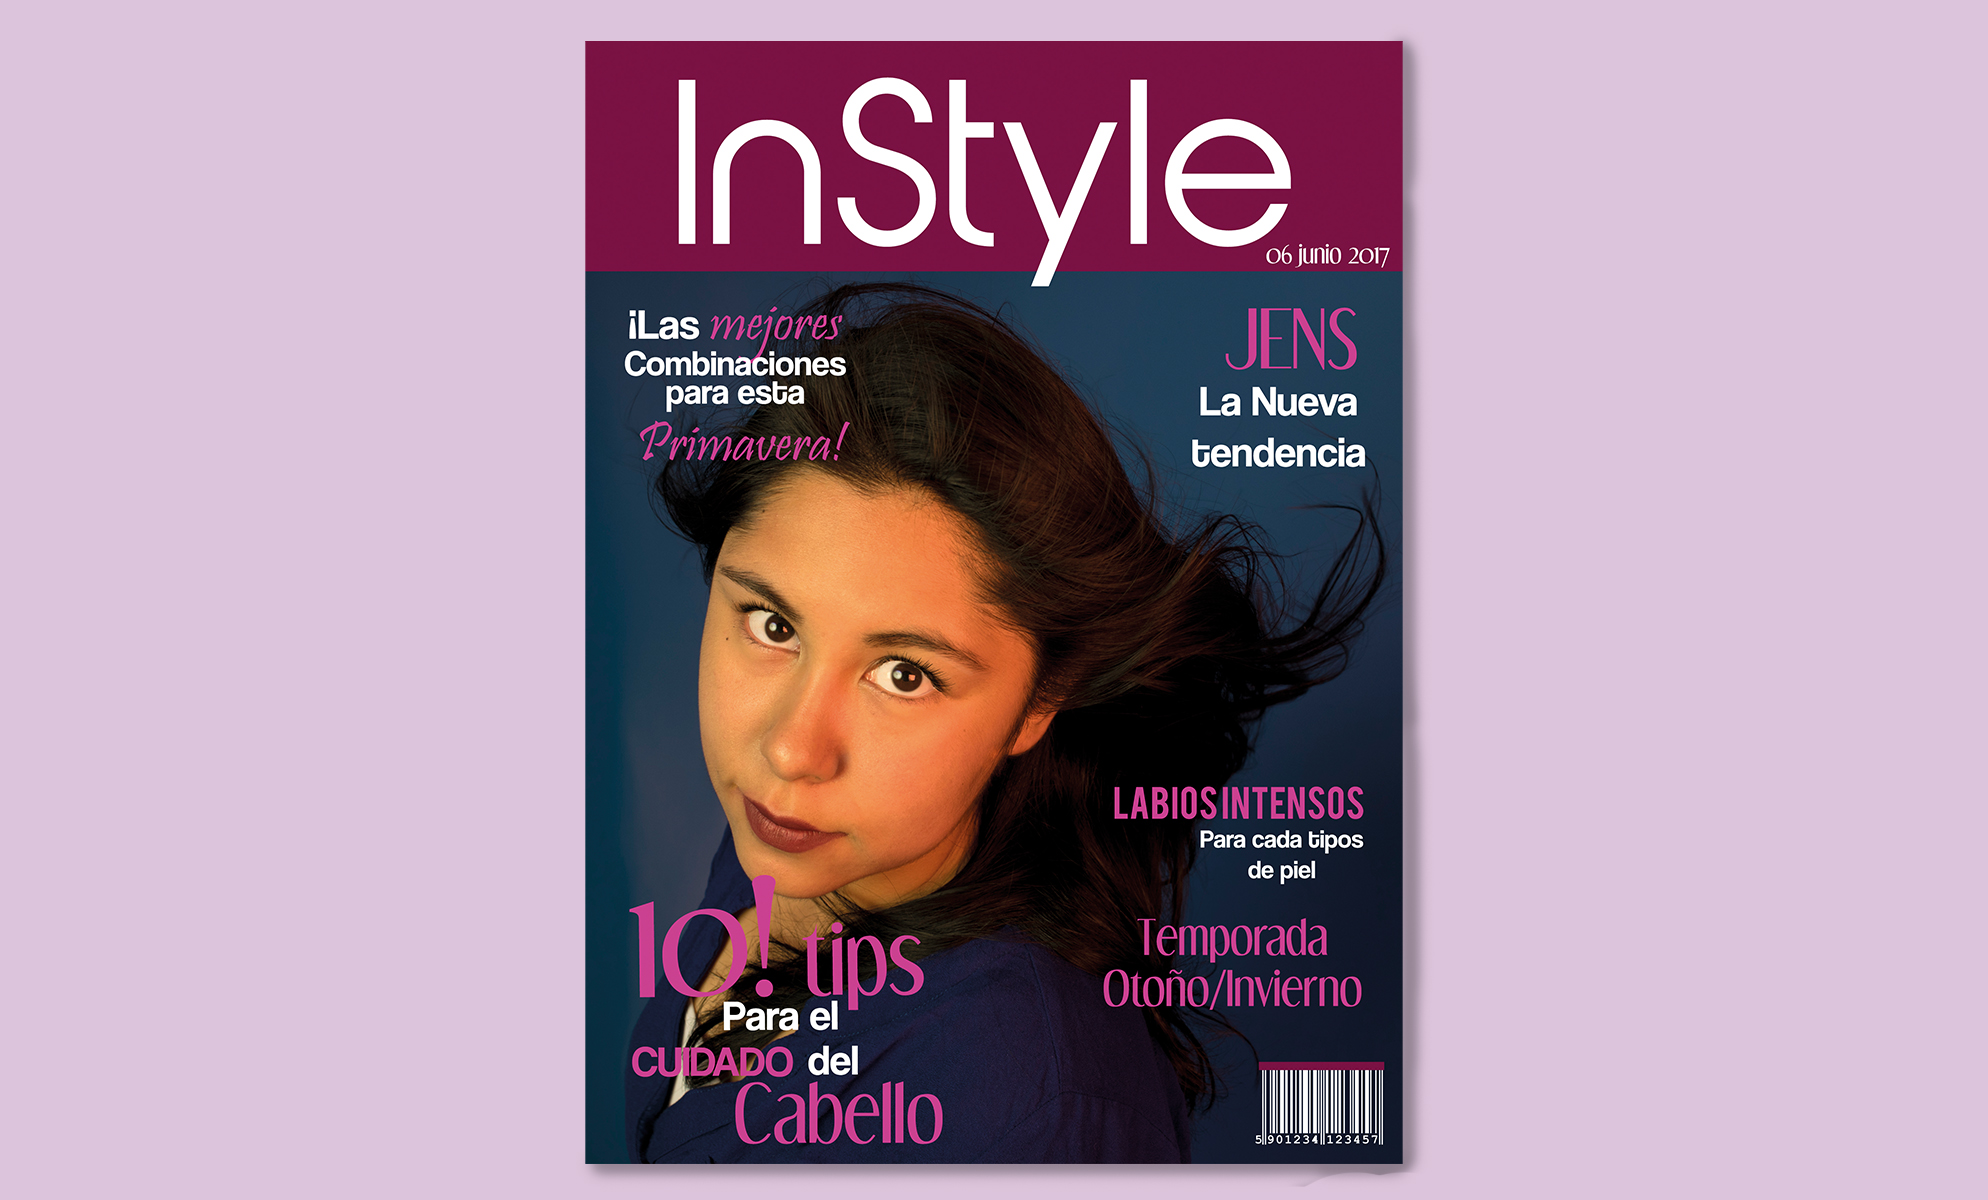 InStyle
06 junio 2017
¡Las mejores
Combinaciones
para esta
Primavera!
JENS
La Nueva
tendencia
LABIOS INTENSOS
Para cada tipos
de piel
Temporada
Otoño/Invierno
10! tips
Para el
CUIDADO del
Cabello
5 901234 123457